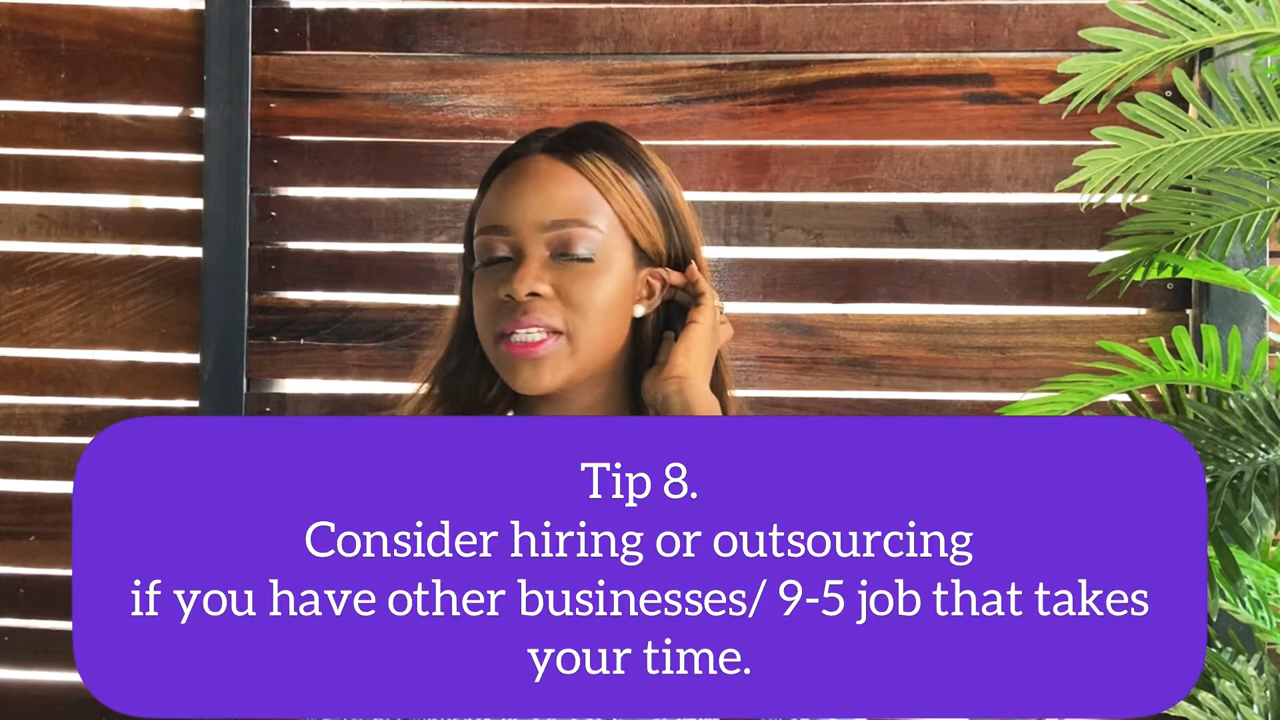 Tip 8.
Consider hiring or outsourcing
if you have other businesses/ 9-5 job that takes
your time.